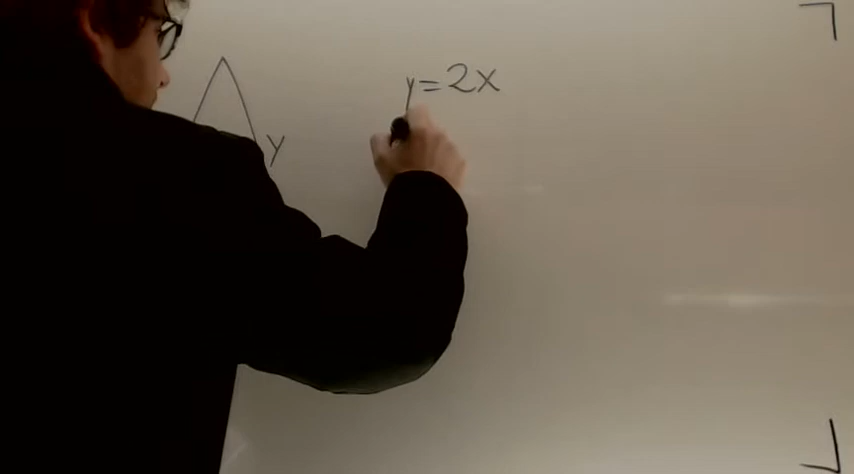 y = 2x
y